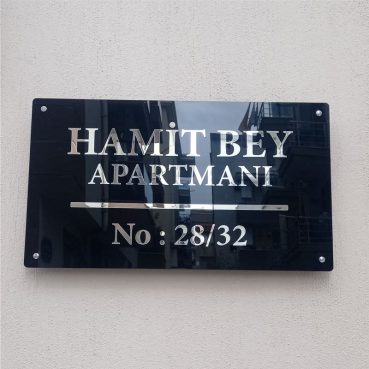 HAMİT BEY
APARTMANI
No : 28/32